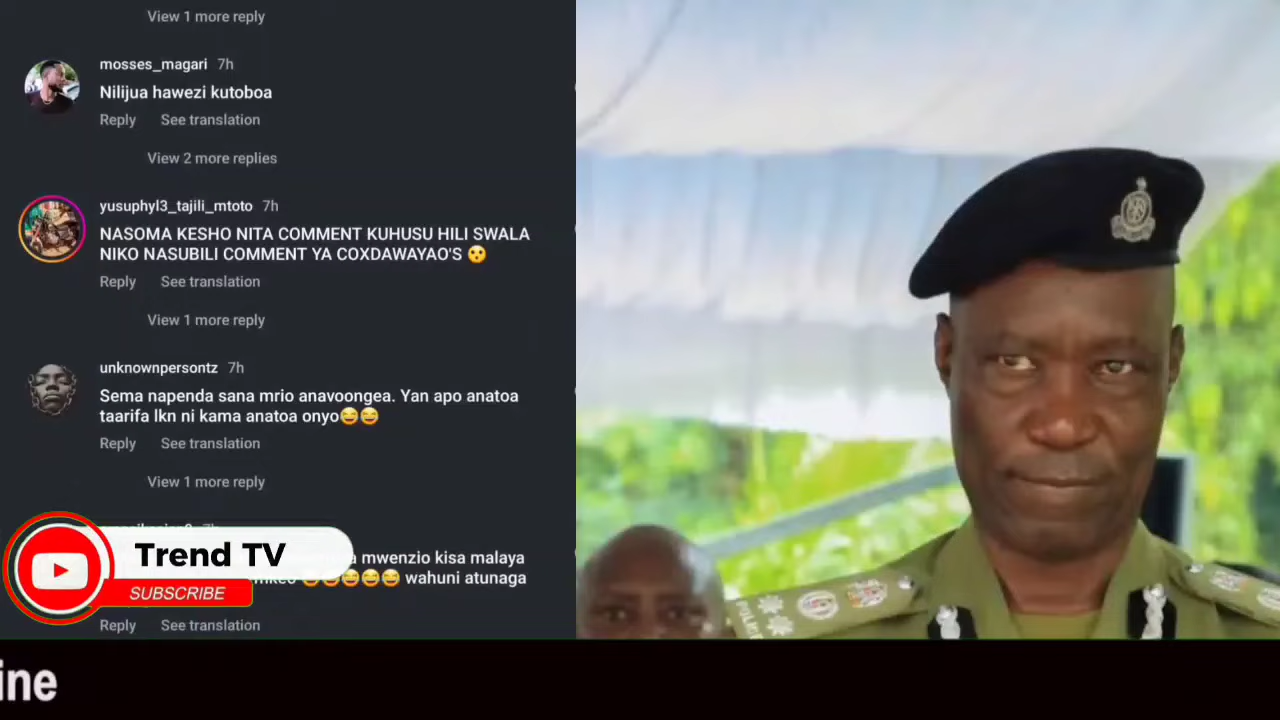 View 1 more reply
mosses_magari 7h
Nilijua hawezi kutoboa
Reply See translation
View 2 more replies
yusuphyl3_tajili_mtoto 7h
NASOMA KESHO NITA COMMENT KUHUSU HILI SWALA
NIKO NASUBILI COMMENT YA COXDAWAYAO'S 😯
Reply See translation
View 1 more reply
unknownpersontz 7h
Sema napenda sana mrio anavoongea. Yan apo anatoa
taarifa lkn ni kama anatoa onyo😂😂
Reply See translation
View 1 more reply
7h
mwenzio kisa malaya
😂😂😂😂😂 wahuni atunaga
Reply See translation
Trend TV
SUBSCRIBE
POLICE
ine